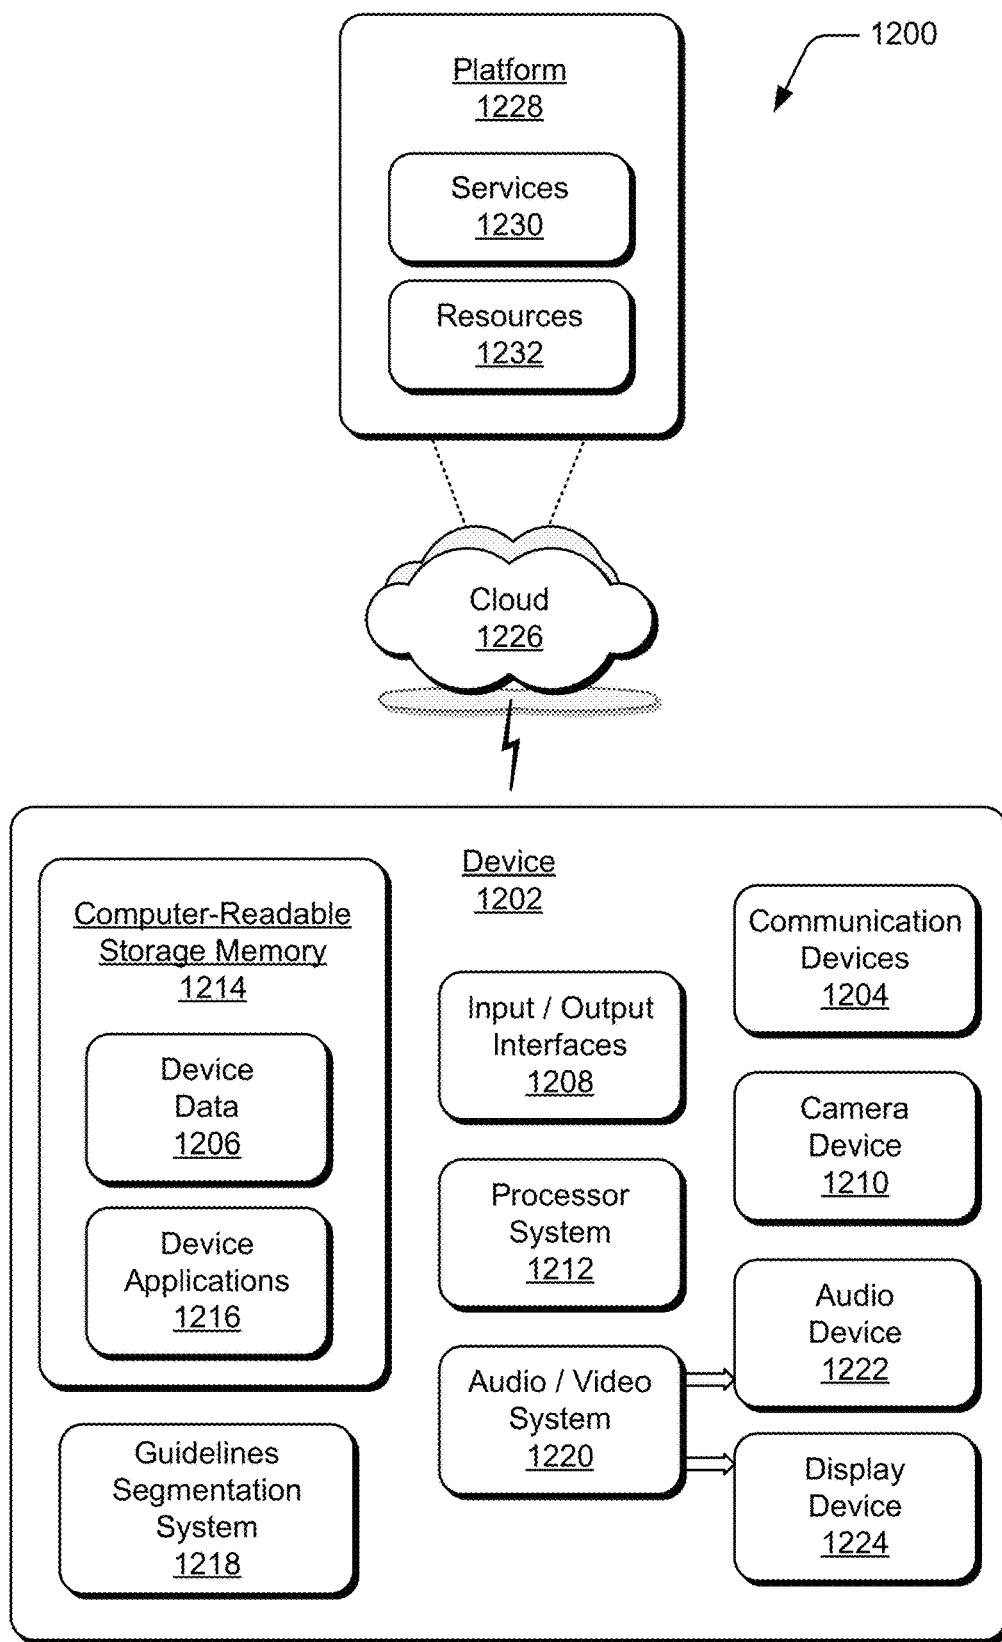 1200
Platform
1228
Services
1230
Resources
1232
Cloud
1226
Device
1202
Computer-Readable
Storage Memory
1214
Device
Data
1206
Device
Applications
1216
Guidelines
Segmentation
System
1218
Input / Output
Interfaces
1208
Processor
System
1212
Audio / Video
System
1220
Communication
Devices
1204
Camera
Device
1210
Audio
Device
1222
Display
Device
1224